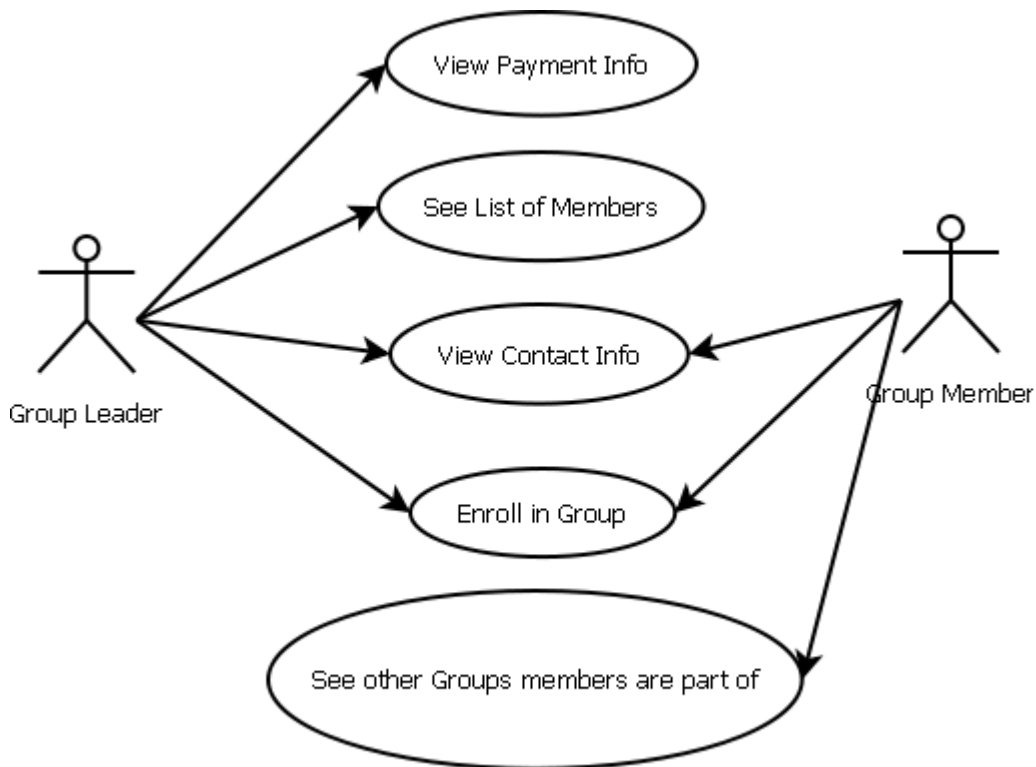 View Payment Info
See List of Members
View Contact Info
Group Leader
Group Member
Enroll in Group
See other Groups members are part of